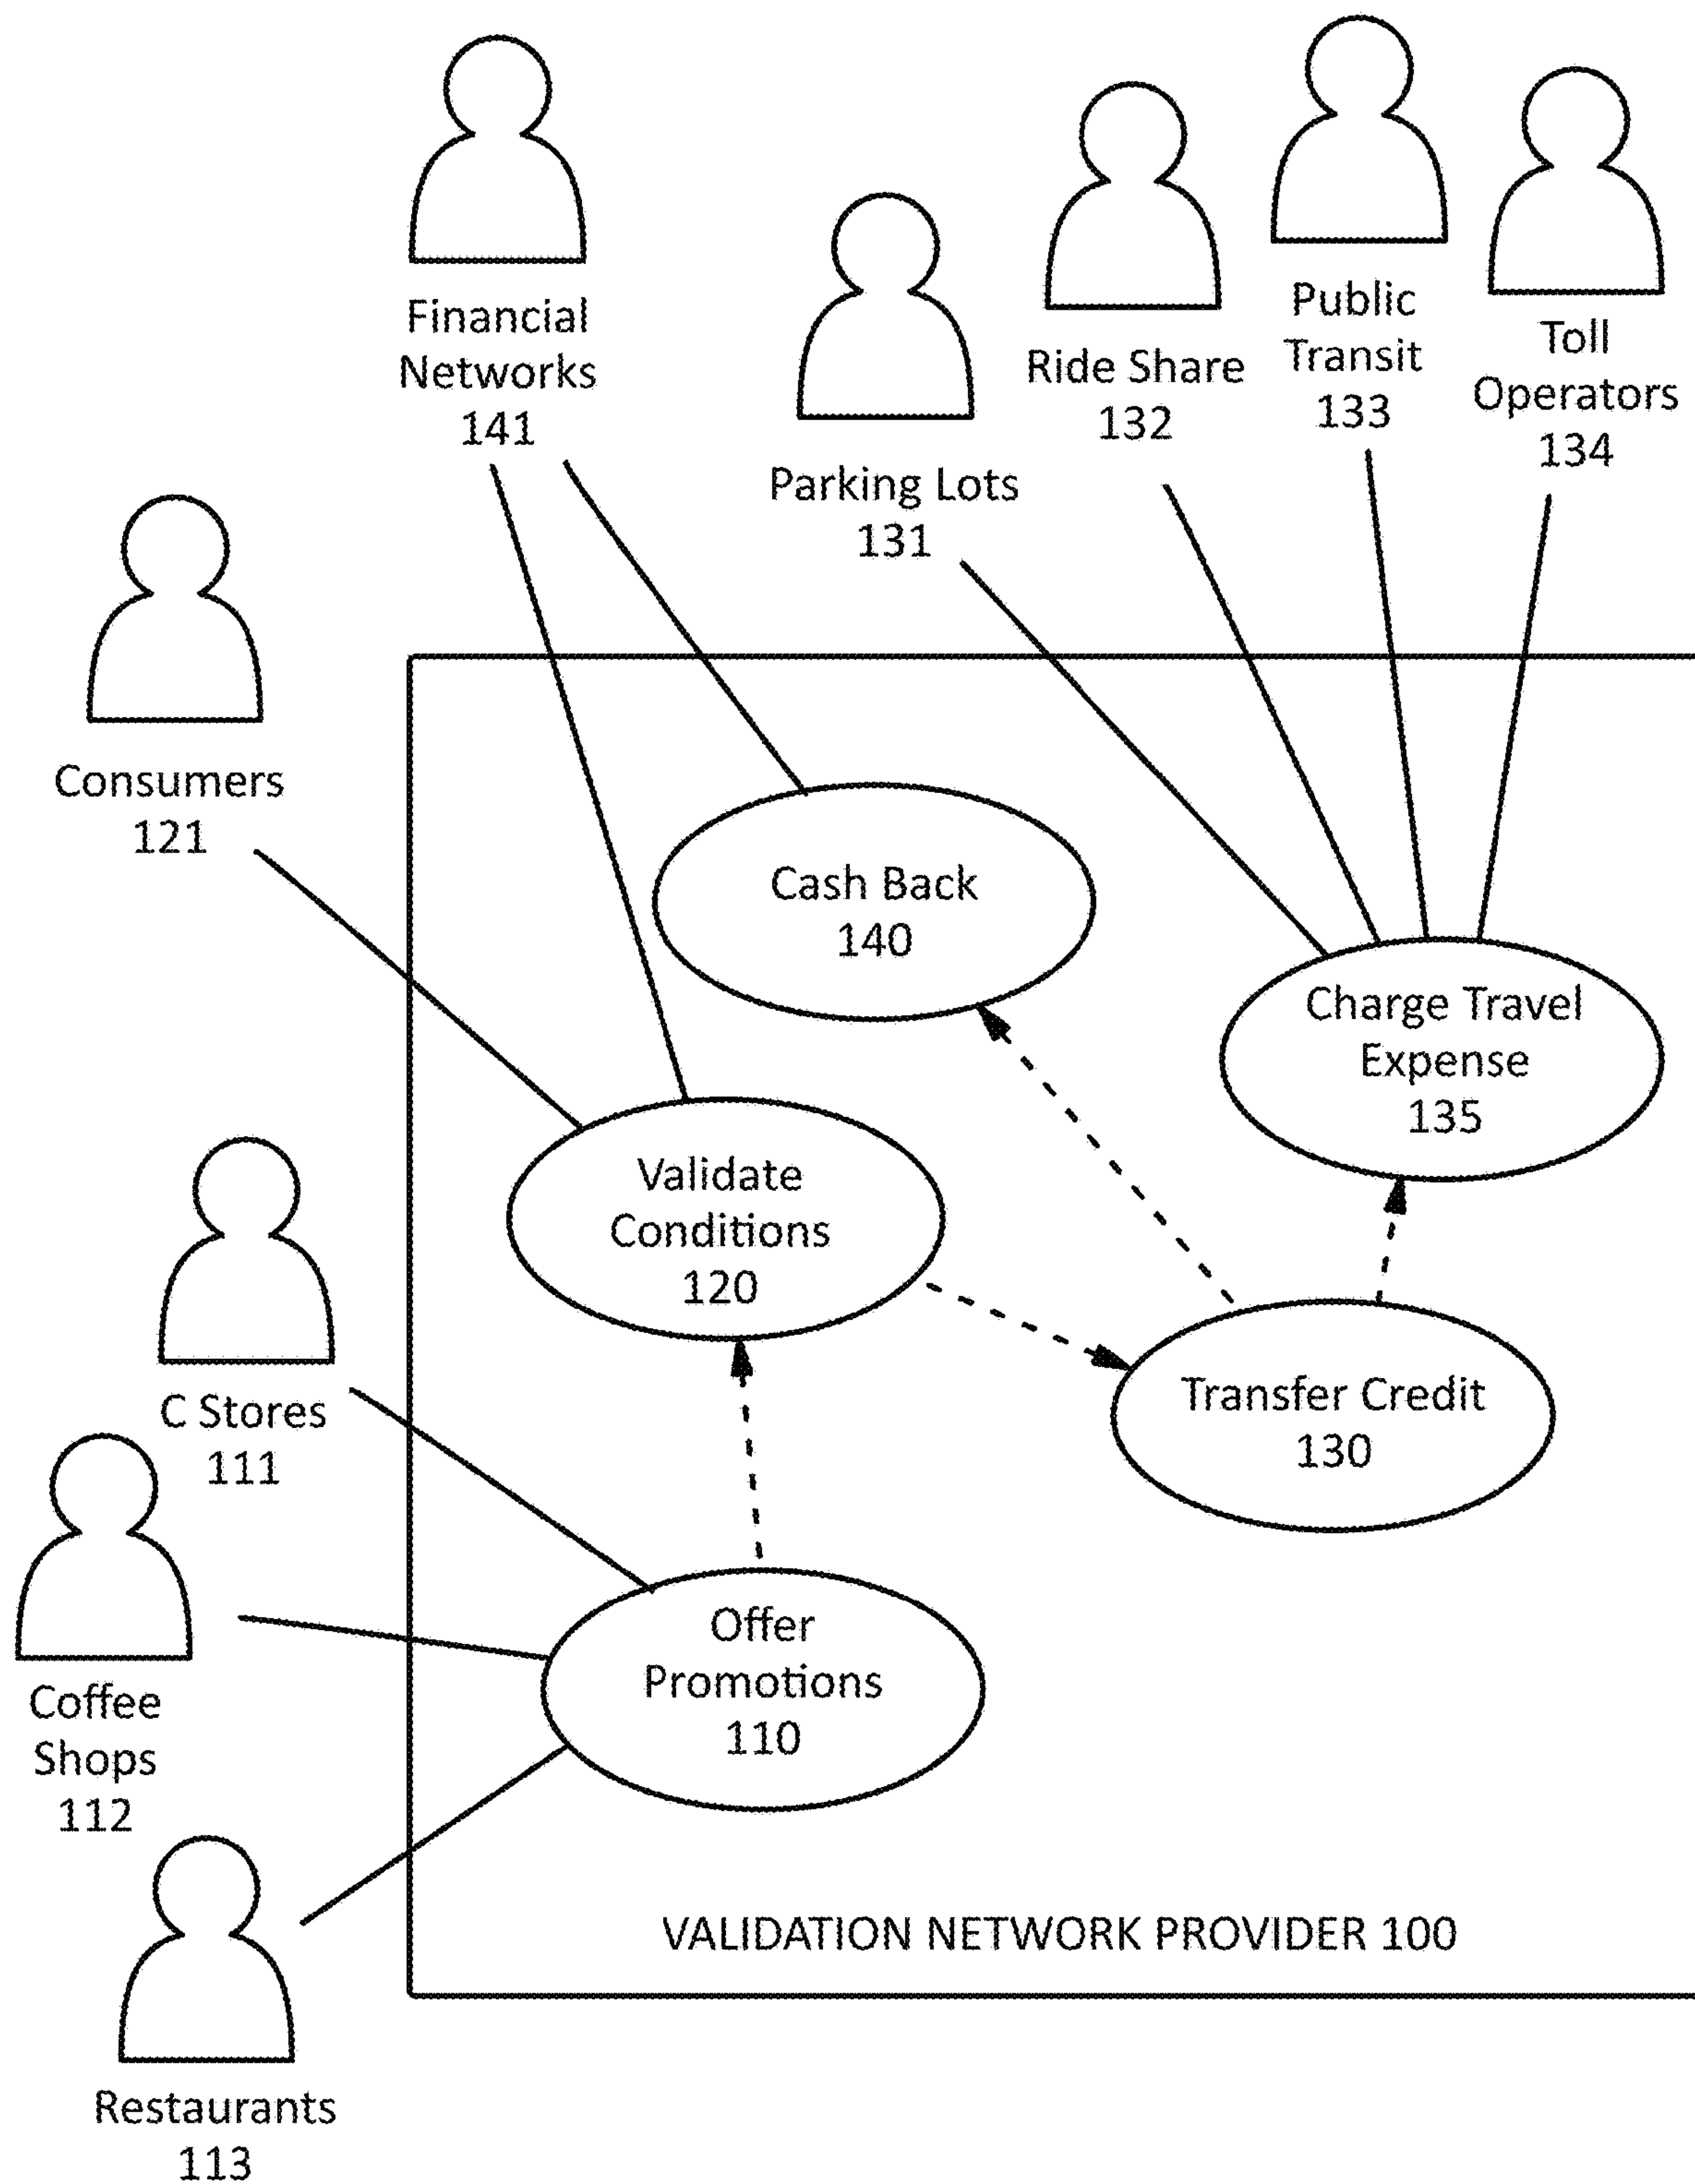 Financial
Networks
141
Parking Lots
131
Ride Share
132
Public
Transit
133
Toll
Operators
134
Consumers
121
Cash Back
140
Charge Travel
Expense
135
Validate
Conditions
120
Transfer Credit
130
C Stores
111
Coffee
Shops
112
Offer
Promotions
110
Restaurants
113
VALIDATION NETWORK PROVIDER 100